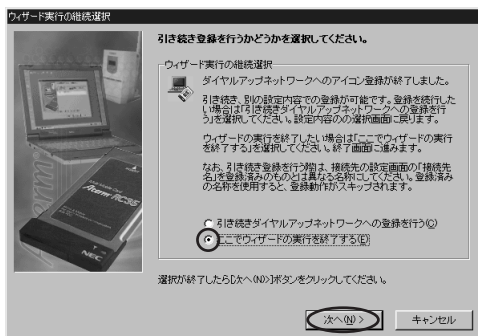 ウィザード実行の継続選択
引き続き登録を行うかどうかを選択してください。
ウィザード実行の継続選択
ダイヤルアップネットワークへのアイコン登録が終了しました。
引き続き、別の設定内容での登録が可能です。登録を続行した
い場合は「引き続きダイヤルアップネットワークへの登録を行
う」を選択してください。設定内容の選択画面に戻ります。
ウィザードの実行を終了したい場合は「ここでウィザードの実行
を終了する」を選択してください。終了画面に進みます。
なお、引き続き登録を行う際は、接続先の設定画面の「接続先
名」を登録済みのものとは異なる名称にしてください。登録済み
の名称を使用すると、登録動作がスキップされます。
引き続きダイヤルアップネットワークへの登録を行う(C)
ここでウィザードの実行を終了する(E)
Aterm RC35
NEC
選択が終了したら[次へ(N)>]ボタンをクリックしてください。
次へ(N) >
キャンセル